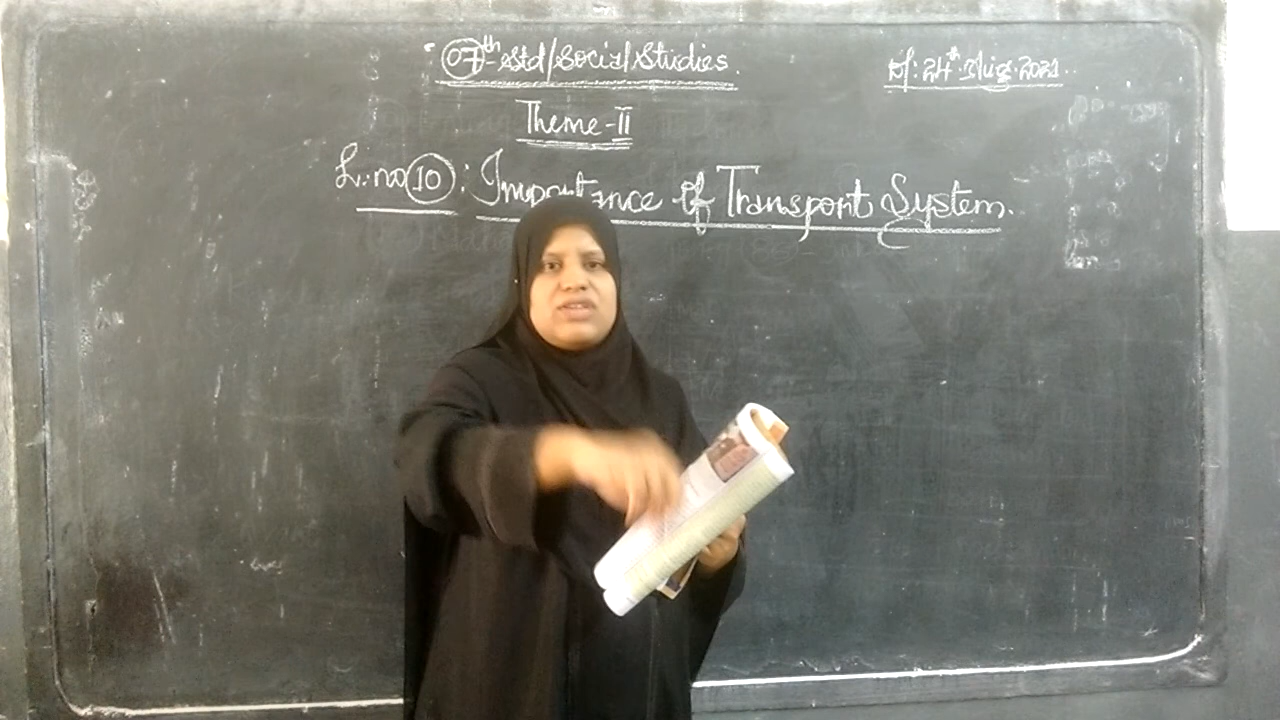 07th Std/Social Studies.
Dt: 24th Aug. 2021..
Theme-II
L.no 10: Importance of Transport System.